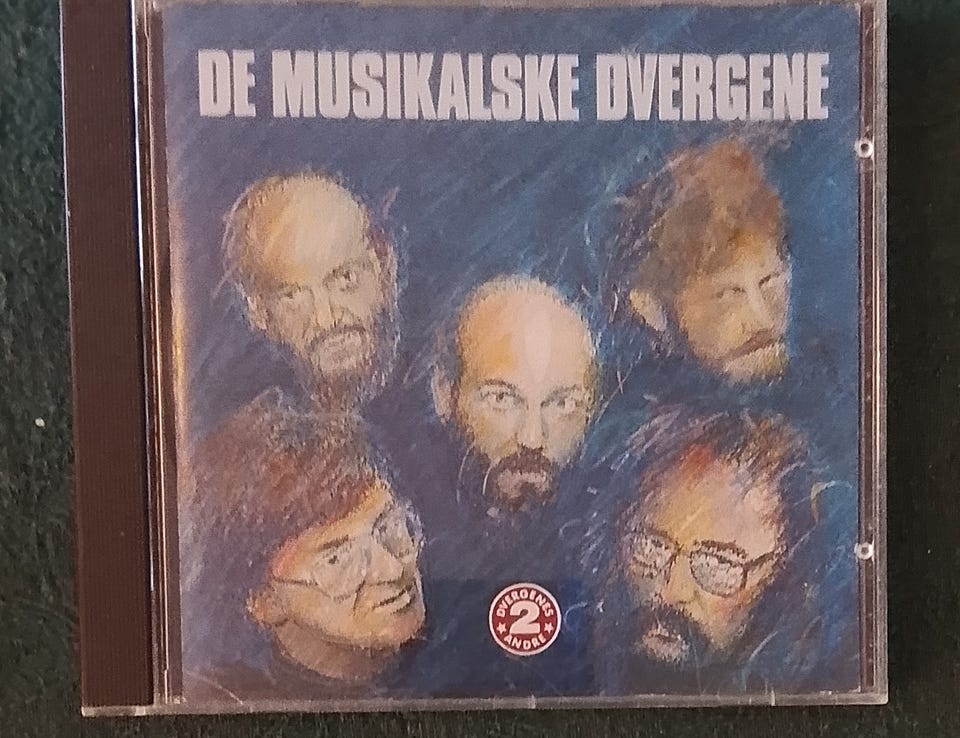 DE MUSIKALSKE DVERGENE
DVERGENES
2
ANDRE